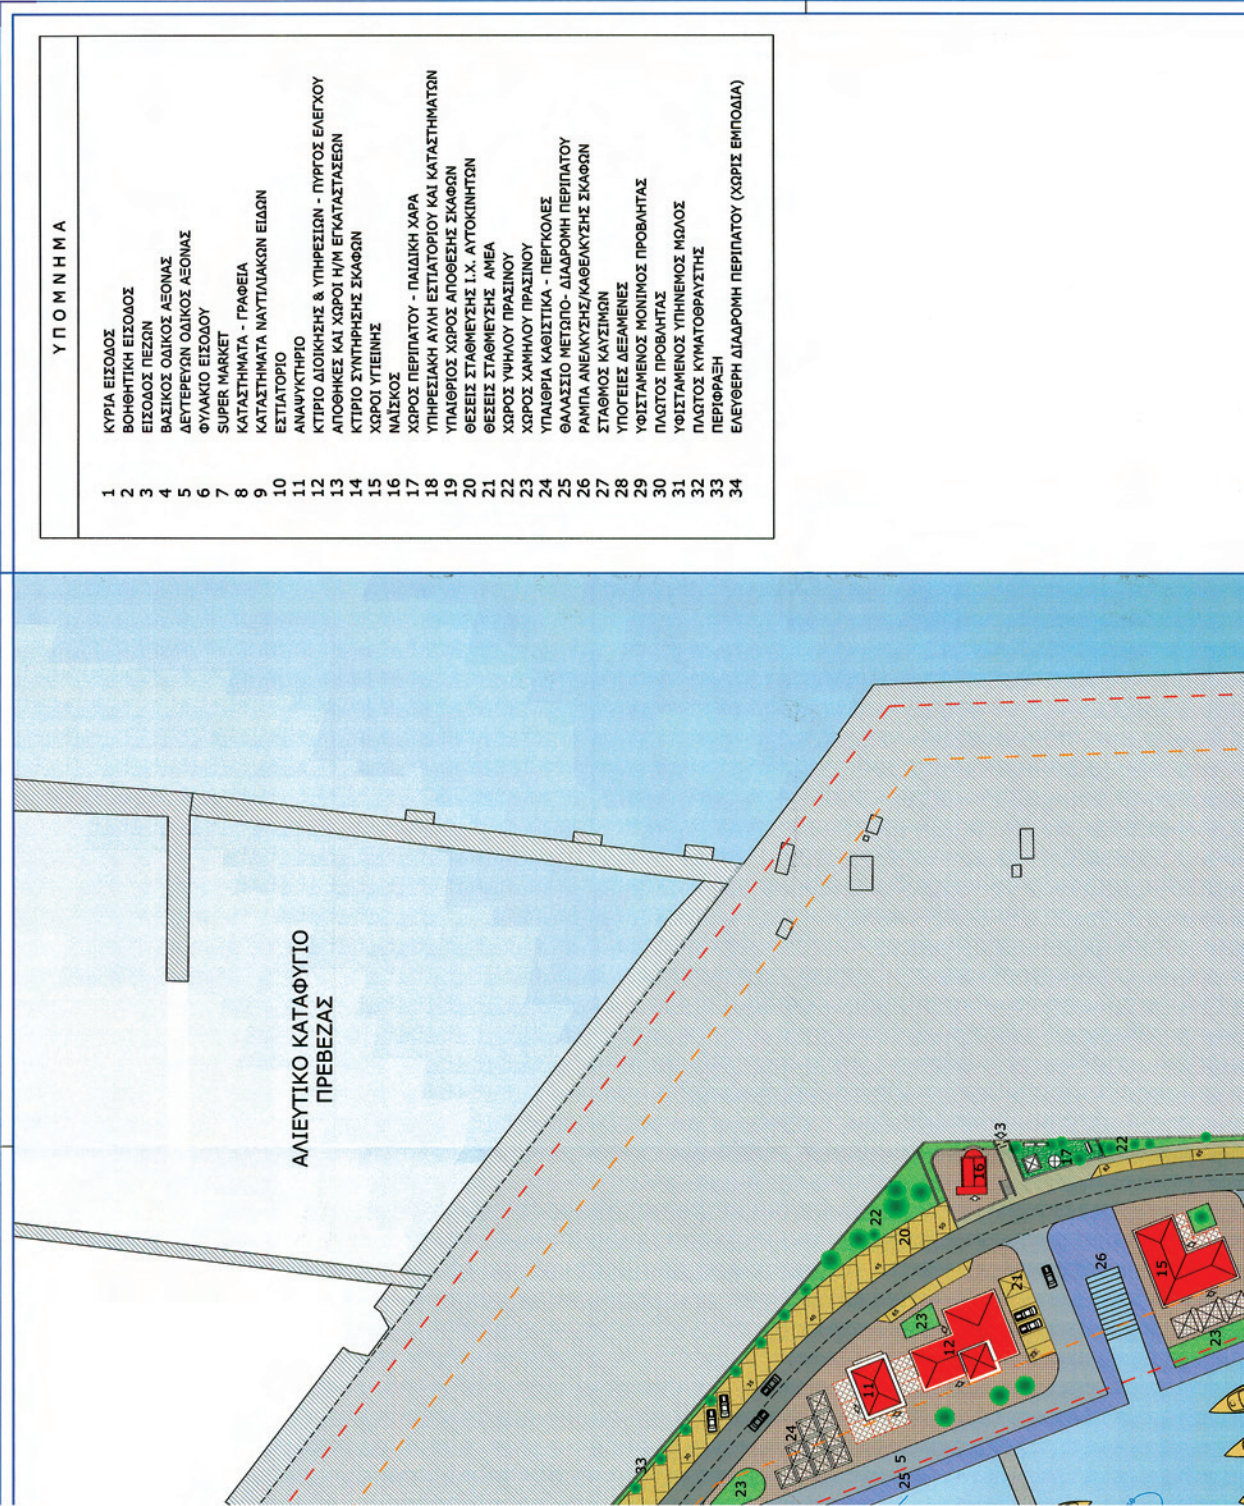 ΥΠΟΜΝΗΜΑ
1 ΚΥΡΙΑ ΕΙΣΟΔΟΣ
2 ΒΟΗΘΗΤΙΚΗ ΕΙΣΟΔΟΣ
3 ΕΙΣΟΔΟΣ ΠΕΖΩΝ
4 ΒΑΣΙΚΟΣ ΟΔΙΚΟΣ ΑΞΟΝΑΣ
5 ΔΕΥΤΕΡΕΥΩΝ ΟΔΙΚΟΣ ΑΞΟΝΑΣ
6 ΦΥΛΑΚΙΟ ΕΙΣΟΔΟΥ
7 SUPER MARKET
8 ΚΑΤΑΣΤΗΜΑΤΑ - ΓΡΑΦΕΙΑ
9 ΚΑΤΑΣΤΗΜΑΤΑ ΝΑΥΤΙΛΙΑΚΩΝ ΕΙΔΩΝ
10 ΕΣΤΙΑΤΟΡΙΟ
11 ΑΝΑΨΥΚΤΗΡΙΟ
12 ΚΤΙΡΙΟ ΔΙΟΙΚΗΣΗΣ & ΥΠΗΡΕΣΙΩΝ - ΠΥΡΓΟΣ ΕΛΕΓΧΟΥ
13 ΑΠΟΘΗΚΕΣ ΚΑΙ ΧΩΡΟΙ Η/Μ ΕΓΚΑΤΑΣΤΑΣΕΩΝ
14 ΚΤΙΡΙΟ ΣΥΝΤΗΡΗΣΗΣ ΣΚΑΦΩΝ
15 ΧΩΡΟΙ ΥΓΙΕΙΝΗΣ
16 ΝΑΪΣΚΟΣ
17 ΧΩΡΟΣ ΠΕΡΙΠΑΤΟΥ - ΠΑΙΔΙΚΗ ΧΑΡΑ
18 ΥΠΗΡΕΣΙΑΚΗ ΑΥΛΗ ΕΣΤΙΑΤΟΡΙΟΥ ΚΑΙ ΚΑΤΑΣΤΗΜΑΤΩΝ
19 ΥΠΑΙΘΡΙΟΣ ΧΩΡΟΣ ΑΠΟΘΕΣΗΣ ΣΚΑΦΩΝ
20 ΘΕΣΕΙΣ ΣΤΑΘΜΕΥΣΗΣ Ι.Χ. ΑΥΤΟΚΙΝΗΤΩΝ
21 ΘΕΣΕΙΣ ΣΤΑΘΜΕΥΣΗΣ ΑΜΕΑ
22 ΧΩΡΟΣ ΥΨΗΛΟΥ ΠΡΑΣΙΝΟΥ
23 ΧΩΡΟΣ ΧΑΜΗΛΟΥ ΠΡΑΣΙΝΟΥ
24 ΥΠΑΙΘΡΙΑ ΚΑΘΙΣΤΙΚΑ - ΠΕΡΓΚΟΛΕΣ
25 ΘΑΛΑΣΣΙΟ ΜΕΤΩΠΟ- ΔΙΑΔΡΟΜΗ ΠΕΡΙΠΑΤΟΥ
26 ΡΑΜΠΑ ΑΝΕΛΚΥΣΗΣ/ΚΑΘΕΛΚΥΣΗΣ ΣΚΑΦΩΝ
27 ΣΤΑΘΜΟΣ ΚΑΥΣΙΜΩΝ
28 ΥΠΟΓΕΙΕΣ ΔΕΞΑΜΕΝΕΣ
29 ΥΦΙΣΤΑΜΕΝΟΣ ΜΟΝΙΜΟΣ ΠΡΟΒΛΗΤΑΣ
30 ΠΛΩΤΟΣ ΠΡΟΒΛΗΤΑΣ
31 ΥΦΙΣΤΑΜΕΝΟΣ ΥΠΗΝΕΜΟΣ ΜΩΛΟΣ
32 ΠΛΩΤΟΣ ΚΥΜΑΤΟΘΡΑΥΣΤΗΣ
33 ΠΕΡΙΦΡΑΞΗ
34 ΕΛΕΥΘΕΡΗ ΔΙΑΔΡΟΜΗ ΠΕΡΙΠΑΤΟΥ (ΧΩΡΙΣ ΕΜΠΟΔΙΑ)
ΑΛΙΕΥΤΙΚΟ ΚΑΤΑΦΥΓΙΟ
ΠΡΕΒΕΖΑΣ
3
16
17
22
22
20
33
23
21
12
11
24
23
5
25
26
15
23